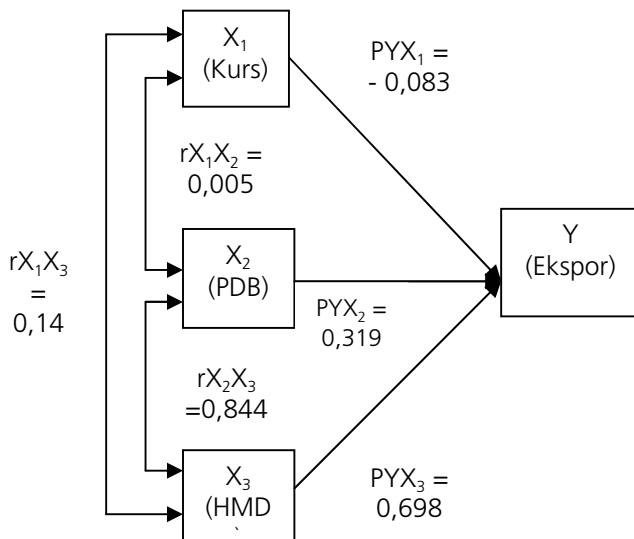 X₁
(Kurs)
PYX₁ =
- 0,083
rX₁X₂ =
0,005
Y
(Ekspor)
rX₁X₃
=
0,14
X₂
(PDB)
PYX₂ =
0,319
rX₂X₃
=0,844
X₃
(HMD
PYX₃ =
0,698